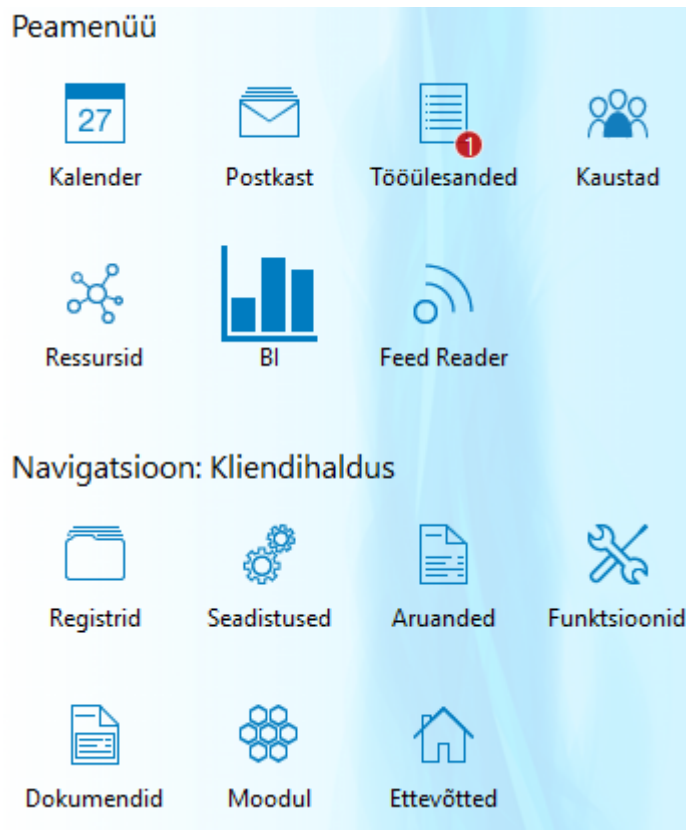 Peamenüü
27
1
Kalender Postkast Tööülesanded Kaustad
Ressursid BI Feed Reader
Navigatsioon: Kliendihaldus
Registrid Seadistused Aruanded Funktsioonid
Dokumendid Moodul Ettevõtted